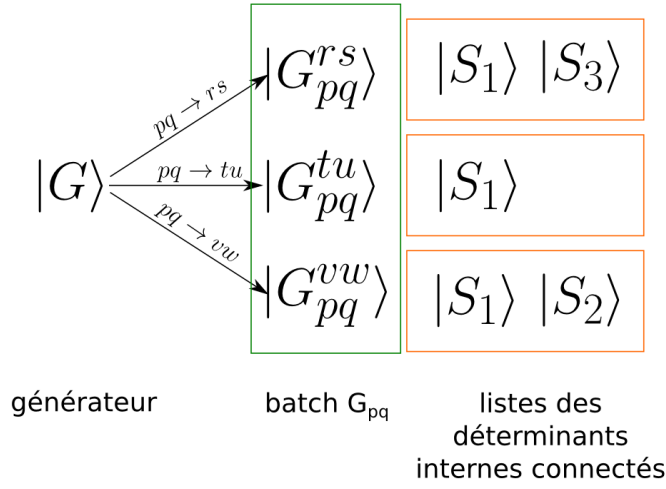 |G⟩
pq → rs
pq → tu
pq → vw
|G_{pq}^{rs}⟩ |S_1⟩ |S_3⟩
|G_{pq}^{tu}⟩ |S_1⟩
|G_{pq}^{vw}⟩ |S_1⟩ |S_2⟩
générateur
batch G_{pq}
listes des
déterminants
internes connectés